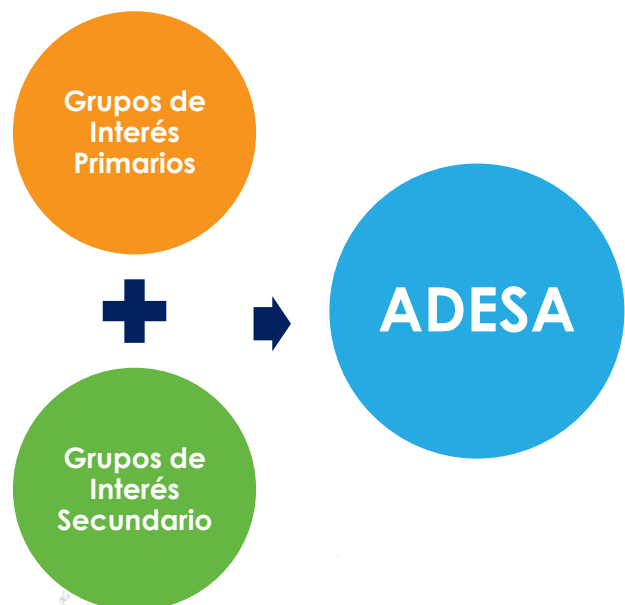 Grupos de
Interés
Primarios
ADESA
Grupos de
Interés
Secundario